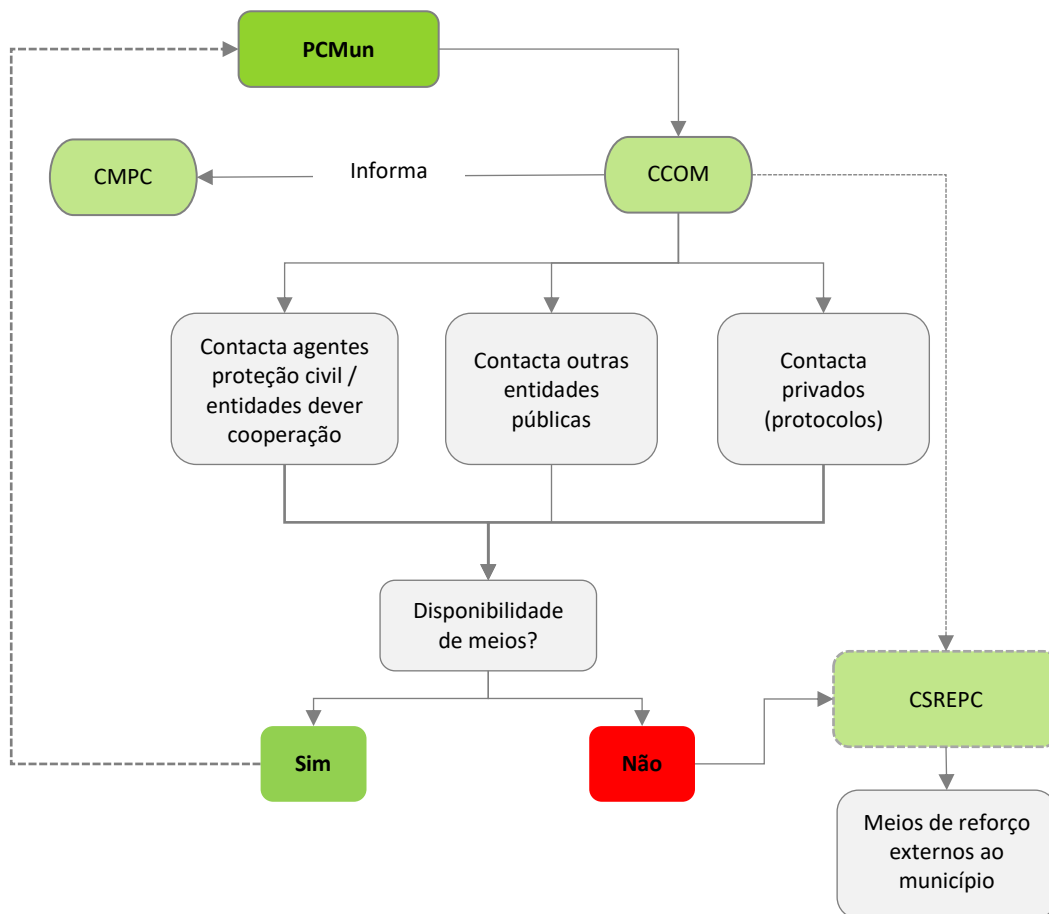 PCMun
CMPC
Informa
CCOM
Contacta agentes
proteção civil /
entidades dever
cooperação
Contacta outras
entidades
públicas
Contacta
privados
(protocolos)
Disponibilidade
de meios?
CSREPC
Sim
Não
Meios de reforço
externos ao
município